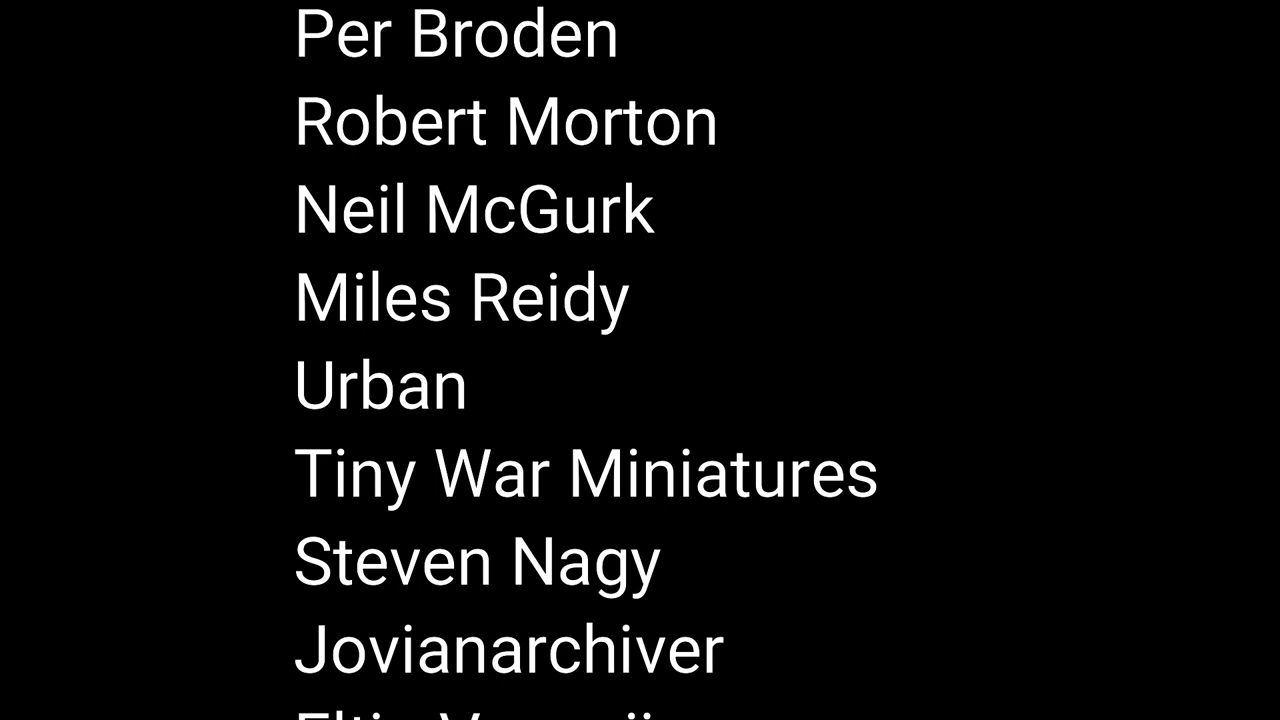 Per Broden
Robert Morton
Neil McGurk
Miles Reidy
Urban
Tiny War Miniatures
Steven Nagy
Jovianarchiver